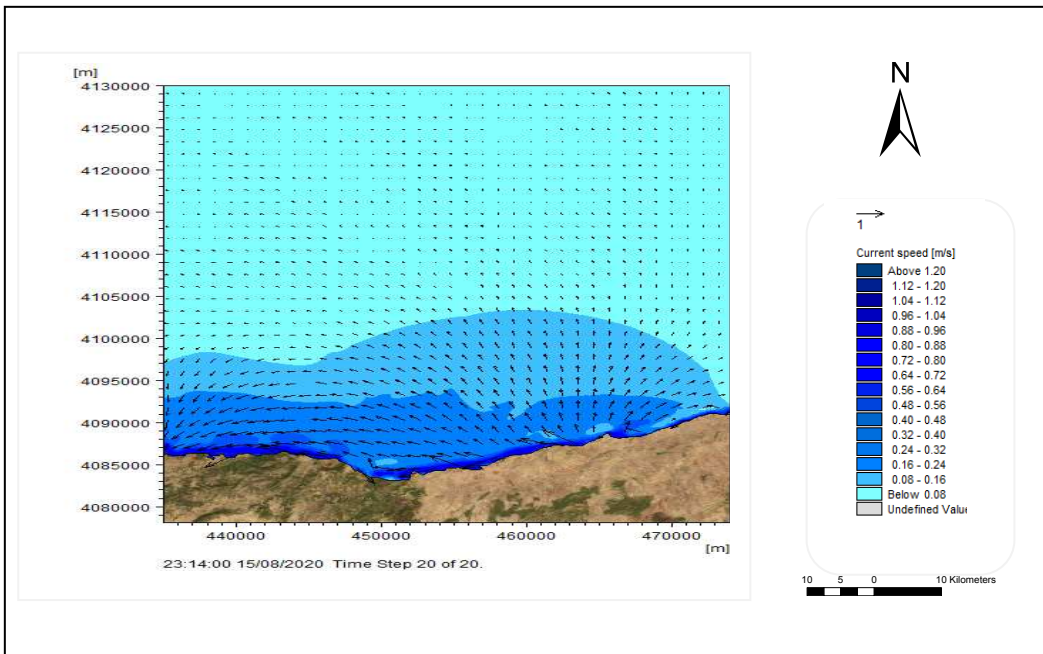 [m]
4130000
4125000
4120000
4115000
4110000
4105000
4100000
4095000
4090000
4085000
4080000
440000 450000 460000 470000
[m]
23:14:00 15/08/2020 Time Step 20 of 20.
N
1
Current speed [m/s]
Above 1.20
1.12 - 1.20
1.04 - 1.12
0.96 - 1.04
0.88 - 0.96
0.80 - 0.88
0.72 - 0.80
0.64 - 0.72
0.56 - 0.64
0.48 - 0.56
0.40 - 0.48
0.32 - 0.40
0.24 - 0.32
0.16 - 0.24
0.08 - 0.16
Below 0.08
Undefined Value
10 5 0 10 Kilometers